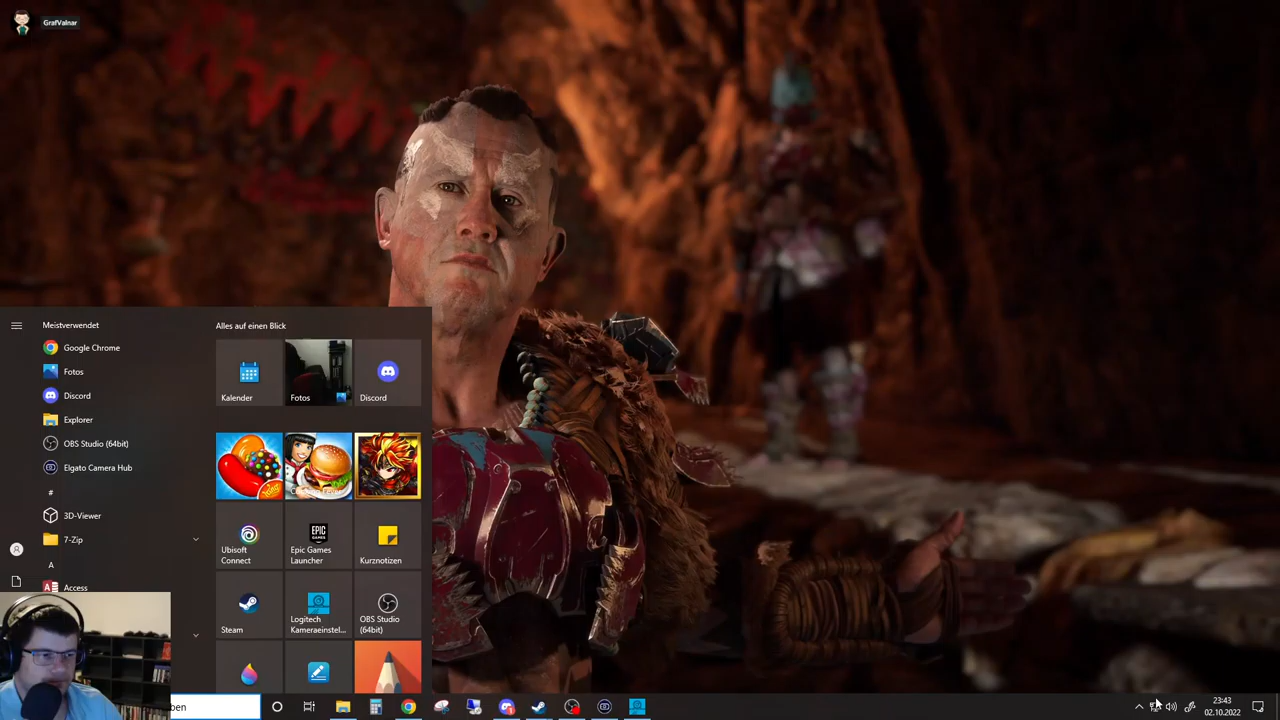 GrafValnar
Meistverwendet
Google Chrome
Fotos
Discord
Explorer
OBS Studio (64bit)
Elgato Camera Hub
#
3D-Viewer
7-Zip
A
Access
Alles auf einen Blick
Kalender
Fotos
Discord
King
Ubisoft
Connect
EPIC
GAMES
Epic Games
Launcher
Kurznotizen
Steam
Logitech
Kameraeinstel...
OBS Studio
(64bit)
ben
23:43
02.10.2022